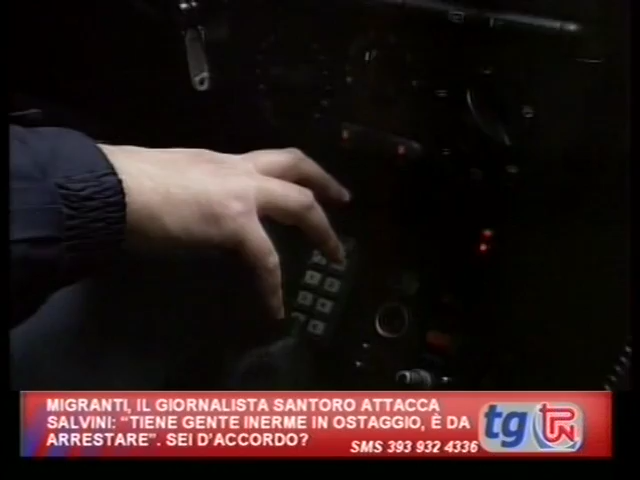 MIGRANTI, IL GIORNALISTA SANTORO ATTACCA
SALVINI: “TIENE GENTE INERME IN OSTAGGIO, È DA
ARRESTARE”. SEI D’ACCORDO?
SMS 393 932 4336
tg TRN